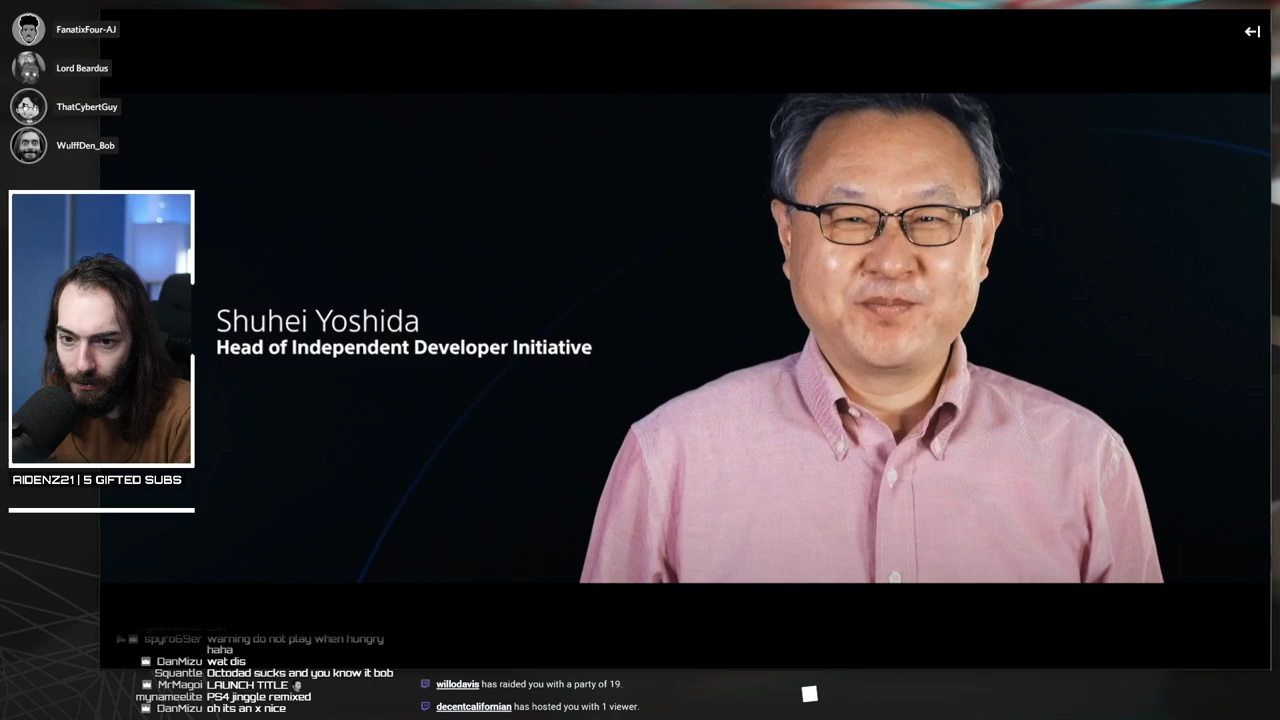 FanatixFour-AJ
Lord Beardus
ThatCybertGuy
WulffDen_Bob
Shuhei Yoshida
Head of Independent Developer Initiative
AIDENZ21 | 5 GIFTED SUBS
spyro69er warning do not play when hungry
haha
DanMizu wat dis
Squantle Octodad sucks and you know it bob
MrMagoi LAUNCH TITLE
mynameelite PS4 jingle remixed
DanMizu oh its an x nice
willodavis has raided you with a party of 19.
decentcalifornian has hosted you with 1 viewer.